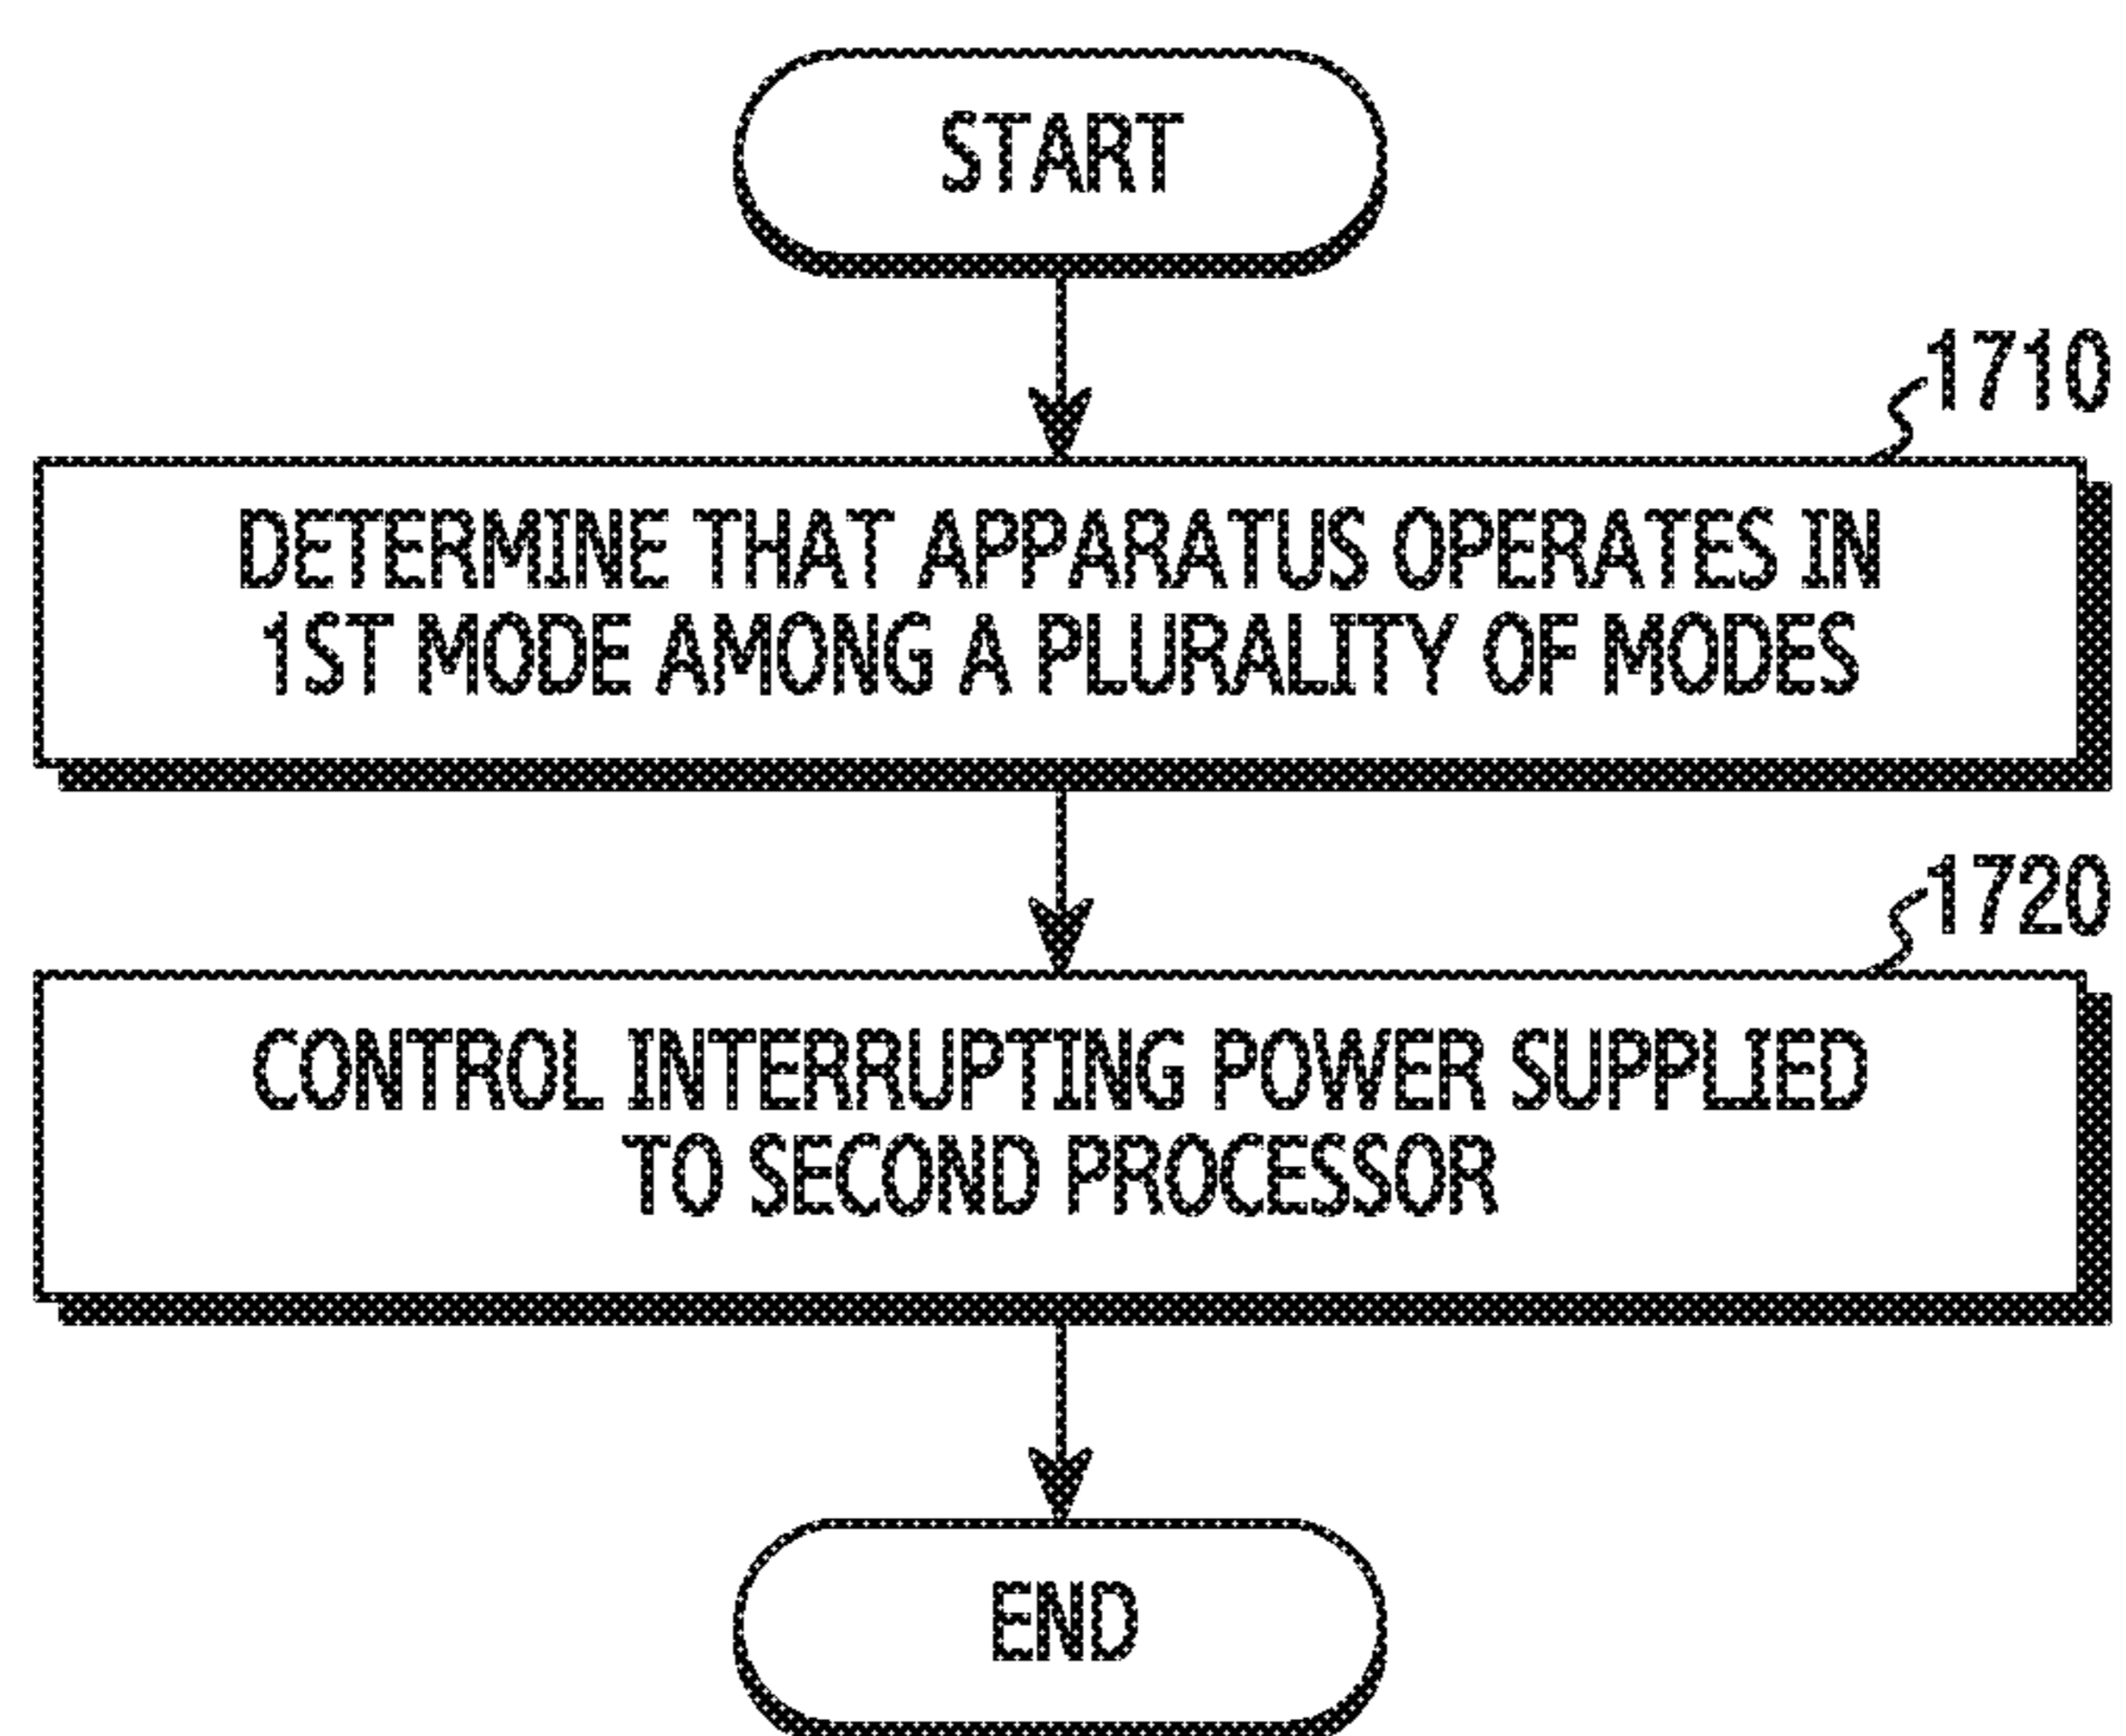 START
1710
DETERMINE THAT APPARATUS OPERATES IN
1ST MODE AMONG A PLURALITY OF MODES
1720
CONTROL INTERRUPTING POWER SUPPLIED
TO SECOND PROCESSOR
END